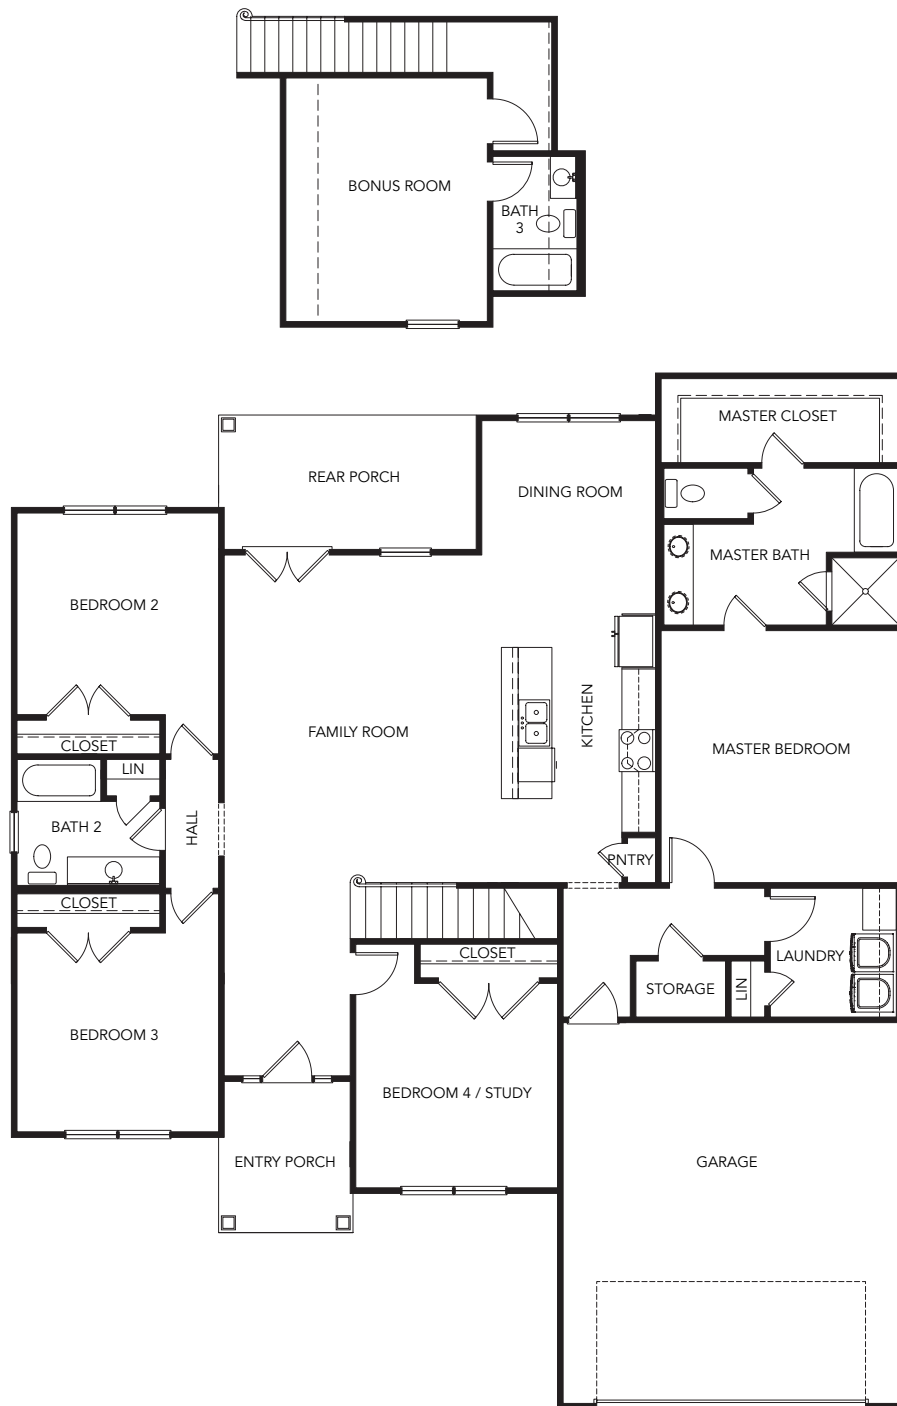 BONUS ROOM
BATH
3
MASTER CLOSET
REAR PORCH
DINING ROOM
MASTER BATH
BEDROOM 2
KITCHEN
FAMILY ROOM
MASTER BEDROOM
CLOSET
LIN
BATH 2
HALL
PNTRY
CLOSET
CLOSET
LAUNDRY
STORAGE
LIN
BEDROOM 3
BEDROOM 4 / STUDY
ENTRY PORCH
GARAGE